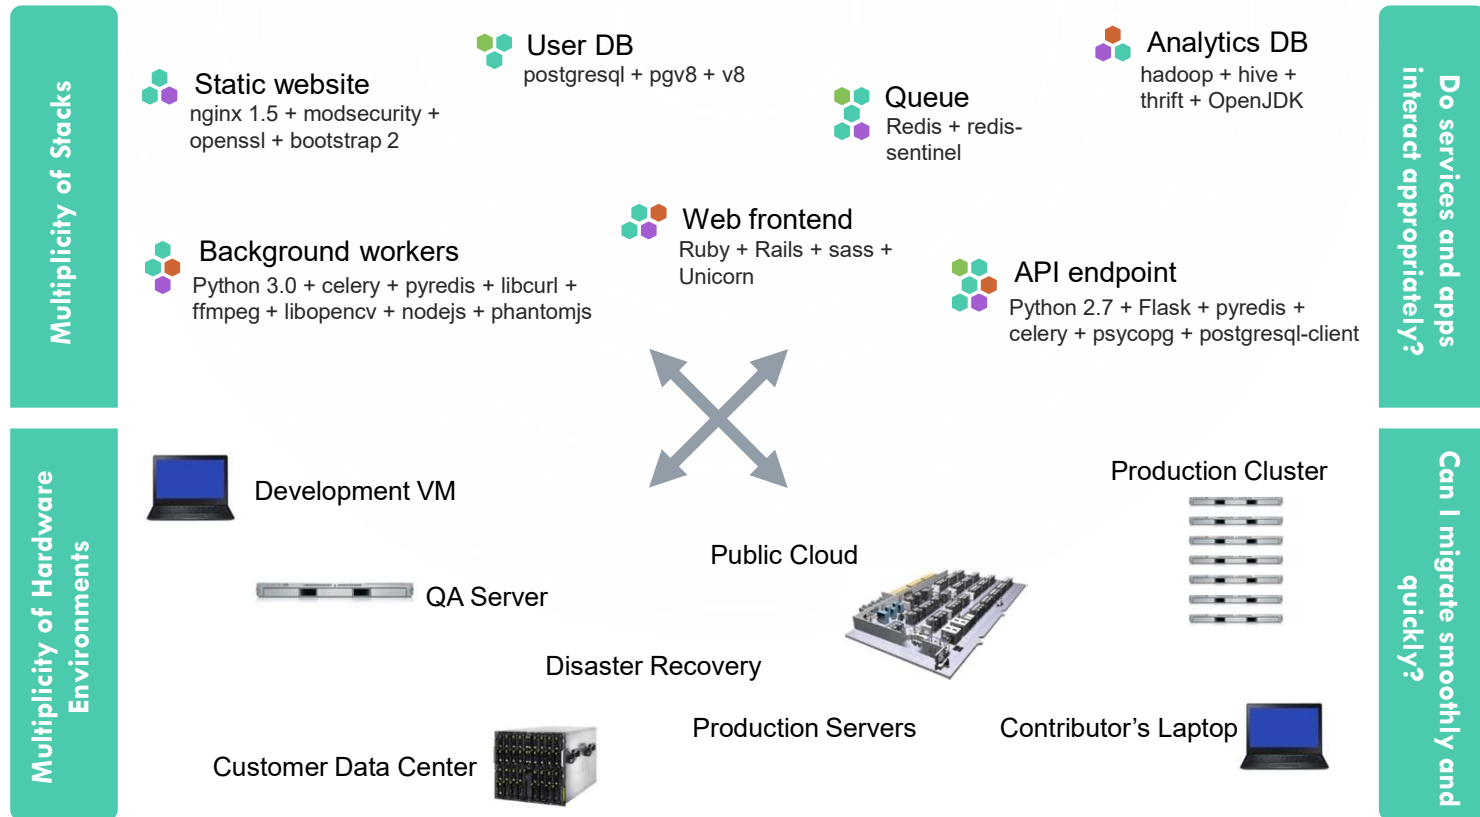 Multiplicity of Stacks
Static website
nginx 1.5 + modsecurity +
openssl + bootstrap 2
User DB
postgresql + pgv8 + v8
Queue
Redis + redis-
sentinel
Analytics DB
hadoop + hive +
thrift + OpenJDK
Background workers
Python 3.0 + celery + pyredis + libcurl +
ffmpeg + libopencv + nodejs + phantomjs
Web frontend
Ruby + Rails + sass +
Unicorn
API endpoint
Python 2.7 + Flask + pyredis +
celery + psycopg + postgresql-client
Do services and apps
interact appropriately?
Multiplicity of Hardware
Environments
Development VM
QA Server
Public Cloud
Production Cluster
Disaster Recovery
Production Servers
Contributor’s Laptop
Customer Data Center
Can I migrate smoothly and
quickly?